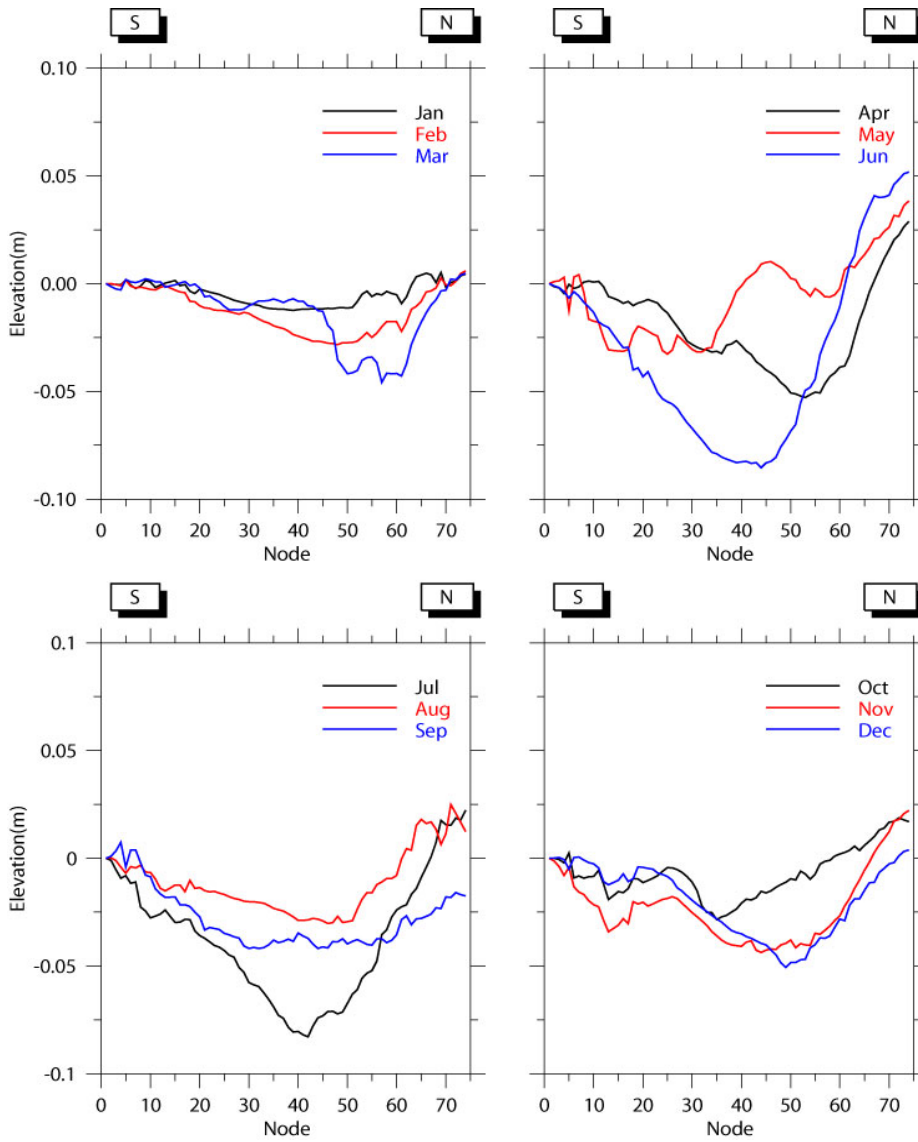 S N S N
0.10
0.05
0.00
-0.05
-0.10
Elevation(m)
Jan
Feb
Mar
0 10 20 30 40 50 60 70
Node
Apr
May
Jun
0 10 20 30 40 50 60 70
Node
S N S N
0.1
0.05
0
-0.05
-0.1
Elevation(m)
Jul
Aug
Sep
0 10 20 30 40 50 60 70
Node
Oct
Nov
Dec
0 10 20 30 40 50 60 70
Node